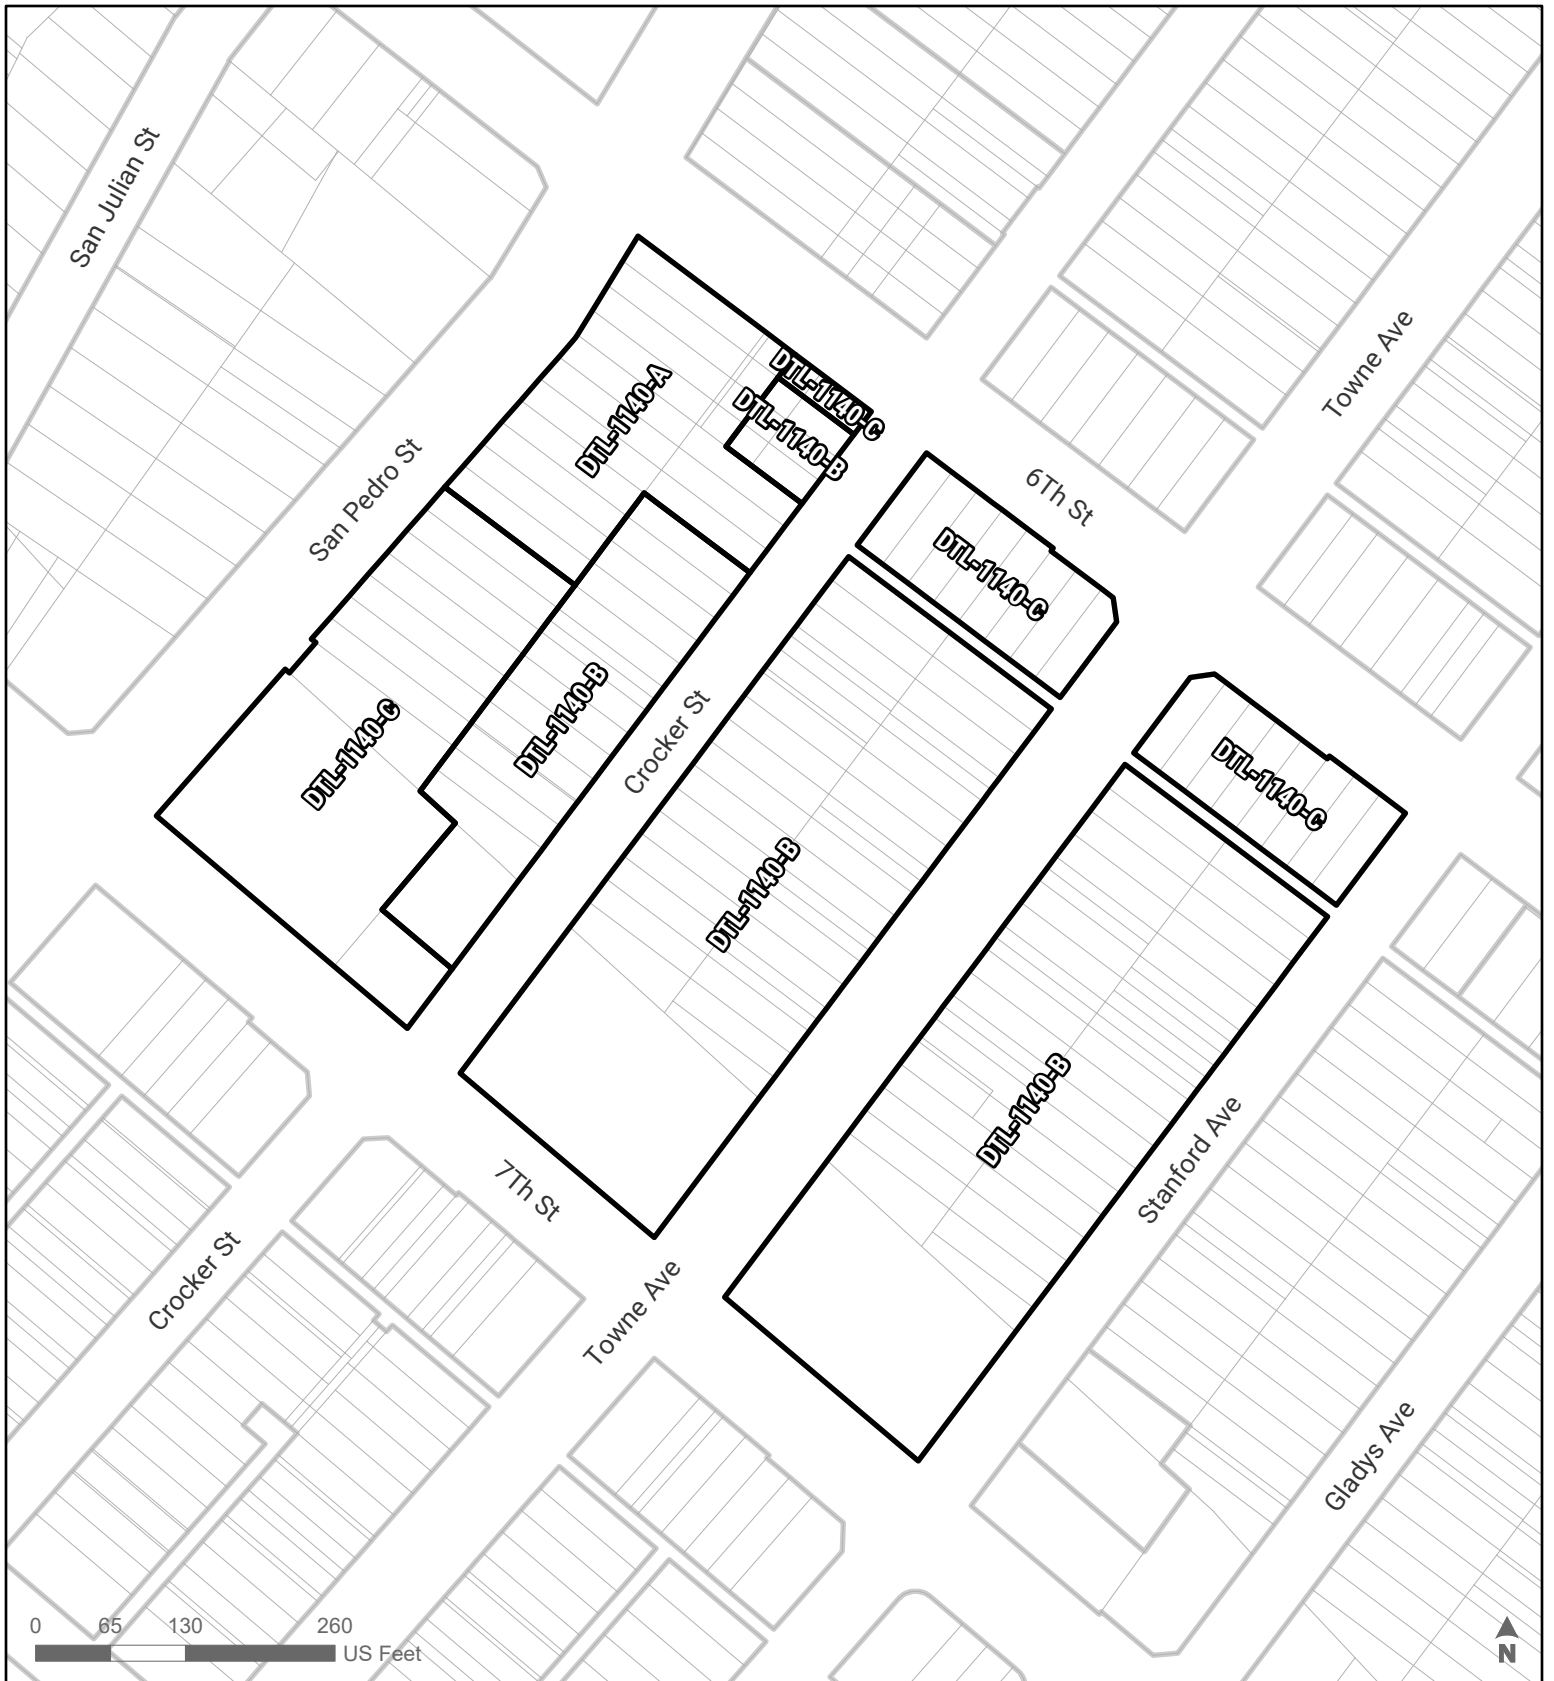 San Julian St
Towne Ave
DTL-1140-C
DTL-1140-A
DTL-1140-B
San Pedro St
6Th St
DTL-1140-C
DTL-1140-C
DTL-1140-B
Crocker St
DTL-1140-C
DTL-1140-B
DTL-1140-B
Stanford Ave
7Th St
Crocker St
Towne Ave
Gladys Ave
0 65 130 260
US Feet
N